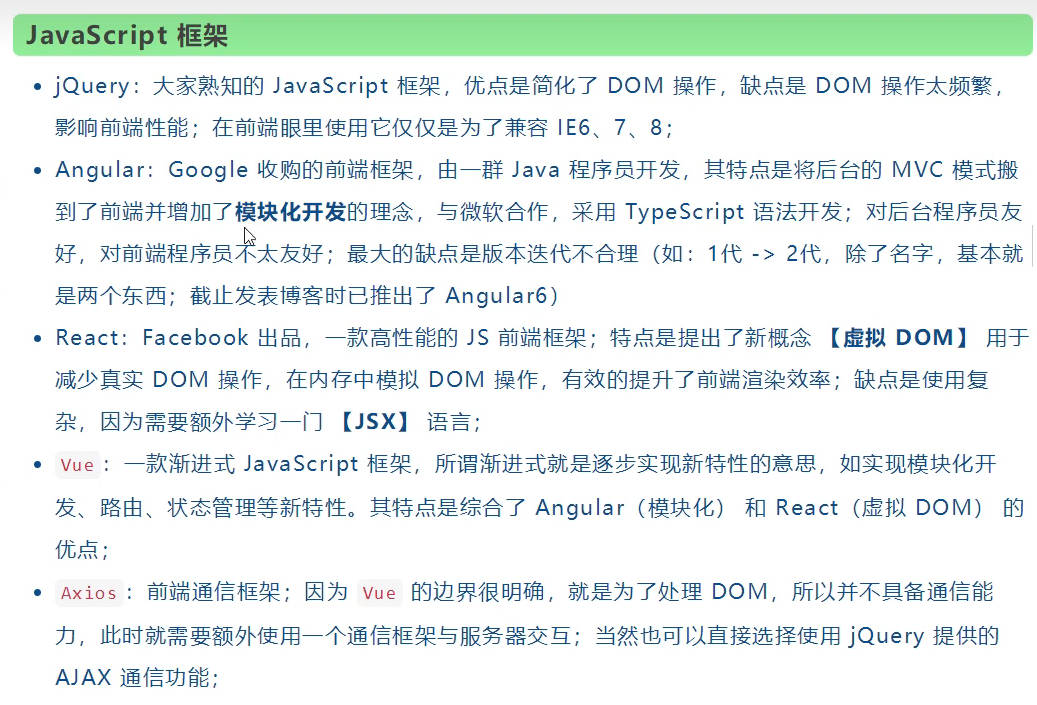 JavaScript 框架
• jQuery：大家熟知的 JavaScript 框架，优点是简化了 DOM 操作，缺点是 DOM 操作太频繁，
影响前端性能；在前端眼里使用它仅仅是为了兼容 IE6、7、8；
• Angular：Google 收购的前端框架，由一群 Java 程序员开发，其特点是将后台的 MVC 模式搬
到了前端并增加了模块化开发的理念，与微软合作，采用 TypeScript 语法开发；对后台程序员友
好，对前端程序员不太友好；最大的缺点是版本迭代不合理（如：1代 -> 2代，除了名字，基本就
是两个东西；截止发表博客时已推出了 Angular6）
• React：Facebook 出品，一款高性能的 JS 前端框架；特点是提出了新概念 【虚拟 DOM】 用于
减少真实 DOM 操作，在内存中模拟 DOM 操作，有效的提升了前端渲染效率；缺点是使用复
杂，因为需要额外学习一门 【JSX】 语言；
• Vue：一款渐进式 JavaScript 框架，所谓渐进式就是逐步实现新特性的意思，如实现模块化开
发、路由、状态管理等新特性。其特点是综合了 Angular（模块化） 和 React（虚拟 DOM） 的
优点；
• Axios：前端通信框架；因为 Vue 的边界很明确，就是为了处理 DOM，所以并不具备通信能
力，此时就需要额外使用一个通信框架与服务器交互；当然也可以直接选择使用 jQuery 提供的
AJAX 通信功能；